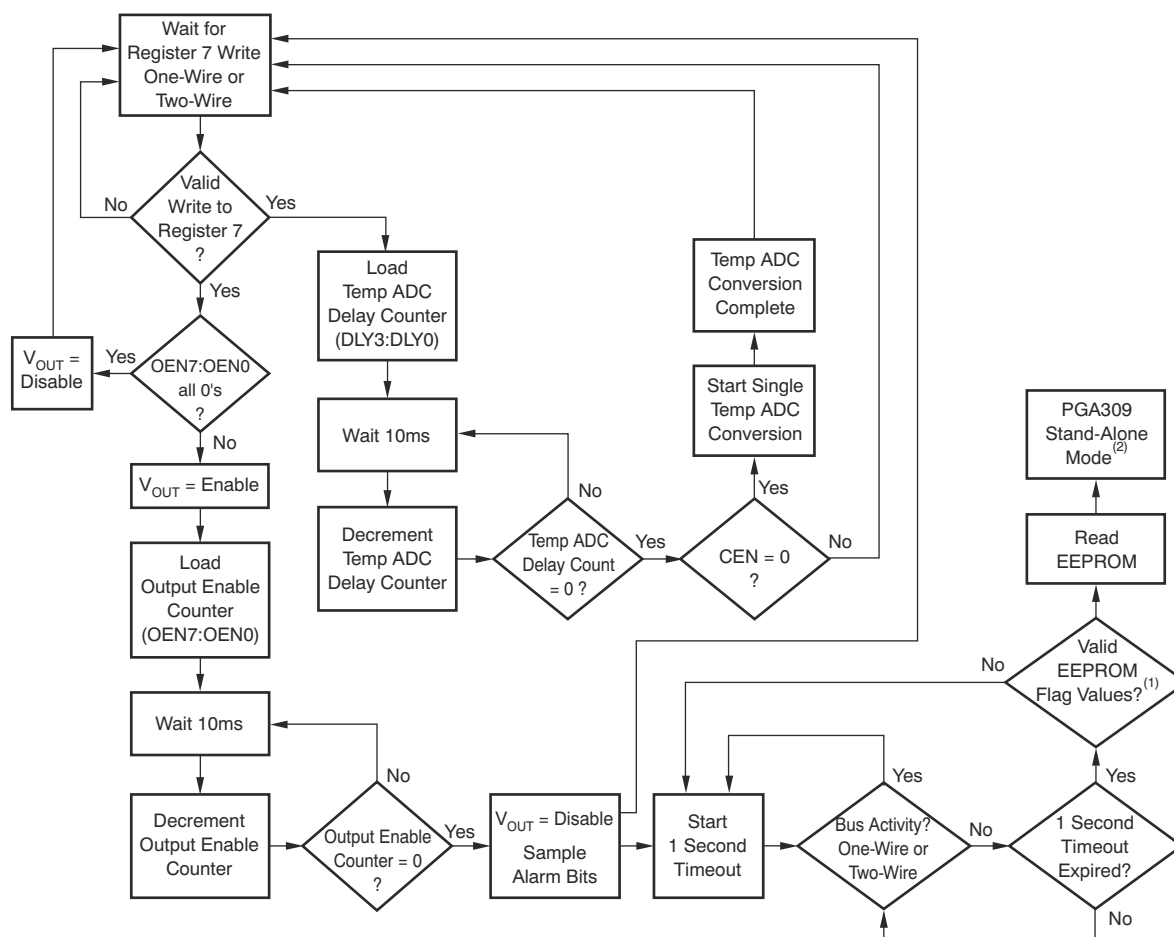 Wait for
Register 7 Write
One-Wire or
Two-Wire
Valid
Write to
Register 7
?
No
Yes
Yes
Load
Temp ADC
Delay Counter
(DLY3:DLY0)
Temp ADC
Conversion
Complete
OEN7:OEN0
all 0's
?
Yes
No
VOUT =
Disable
Start Single
Temp ADC
Conversion
PGA309
Stand-Alone
Mode(2)
Wait 10ms
VOUT = Enable
Decrement
Temp ADC
Delay Counter
Temp ADC
Delay Count
= 0 ?
No
Yes
CEN = 0
?
Yes
No
Read
EEPROM
Load
Output Enable
Counter
(OEN7:OEN0)
Valid
EEPROM
Flag Values?(1)
No
Yes
Wait 10ms
Decrement
Output Enable
Counter
Output Enable
Counter = 0
?
No
Yes
VOUT = Disable
Sample
Alarm Bits
Start
1 Second
Timeout
Bus Activity?
One-Wire or
Two-Wire
Yes
No
1 Second
Timeout
Expired?
No